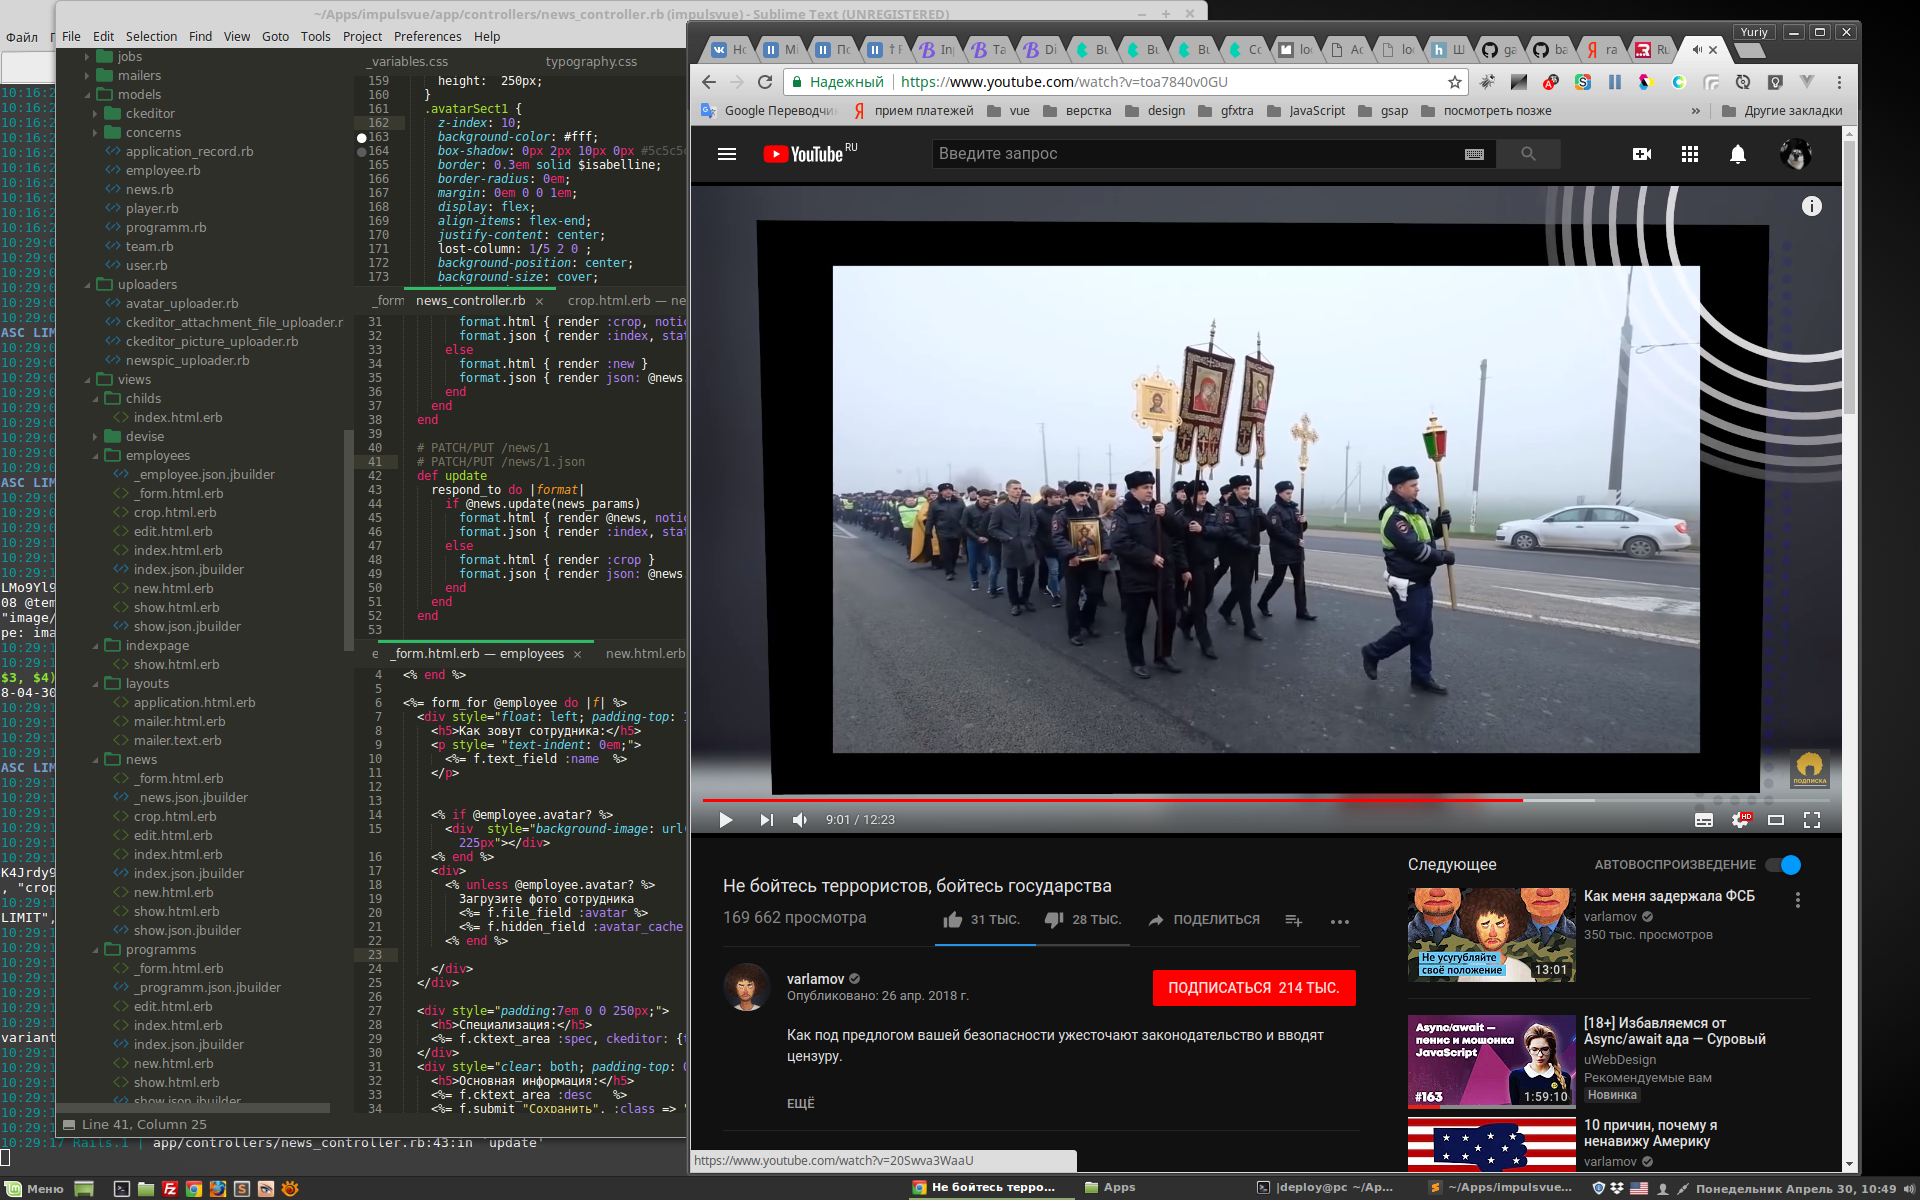 ~/Apps/impulsvue/app/controllers/news_controller.rb (impulsvue) - Sublime Text (UNREGISTERED)
Файл
File Edit Selection Find View Goto Tools Project Preferences Help
jobs
mailers
models
ckeditor
concerns
application_record.rb
employee.rb
news.rb
player.rb
programm.rb
team.rb
user.rb
uploaders
avatar_uploader.rb
ckeditor_attachment_file_uploader.r
ckeditor_picture_uploader.rb
newspic_uploader.rb
views
childs
index.html.erb
devise
employees
_employee.json.jbuilder
_form.html.erb
crop.html.erb
edit.html.erb
index.html.erb
index.json.jbuilder
new.html.erb
show.html.erb
show.json.jbuilder
indexpage
show.html.erb
layouts
application.html.erb
mailer.html.erb
mailer.text.erb
news
_form.html.erb
_news.json.jbuilder
crop.html.erb
edit.html.erb
index.html.erb
index.json.jbuilder
new.html.erb
show.html.erb
show.json.jbuilder
programms
_form.html.erb
_programm.json.jbuilder
edit.html.erb
index.html.erb
index.json.jbuilder
new.html.erb
show.html.erb
show.json.jbuilder
_variables.css typography.css
159 height: 250px;
160 }
161 .avatarSect1 {
162 z-index: 10;
163 background-color: #fff;
164 box-shadow: 0px 2px 10px 0px #5c5c5c
165 border: 0.3em solid $isabelline;
166 border-radius: 0em;
167 margin: 0em 0 0 1em;
168 display: flex;
169 align-items: flex-end;
170 justify-content: center;
171 lost-column: 1/5 2 0 ;
172 background-position: center;
173 background-size: cover;
_form news_controller.rb × crop.html.erb — ne
31 format.html { render :crop, notic
32 format.json { render :index, stat
33 else
34 format.html { render :new }
35 format.json { render json: @news
36 end
37 end
38 end
39
40 # PATCH/PUT /news/1
41 # PATCH/PUT /news/1.json
42 def update
43 respond_to do |format|
44 if @news.update(news_params)
45 format.html { render @news, notic
46 format.json { render :index, stat
47 else
48 format.html { render :crop }
49 format.json { render json: @news
50 end
51 end
52 end
53
e _form.html.erb — employees × new.html.erb
4 <% end %>
5
6 <%= form_for @employee do |f| %>
7 <div style="float: left; padding-top:
8 <h5>Как зовут сотрудника:</h5>
9 <p style= "text-indent: 0em;">
10 <%= f.text_field :name %>
11 </p>
12
13
14 <% if @employee.avatar? %>
15 <div style="background-image: url(
225px"></div>
16 <% end %>
17 <div>
18 <% unless @employee.avatar? %>
19 Загрузите фото сотрудника
20 <%= f.file_field :avatar %>
21 <%= f.hidden_field :avatar_cache
22 <% end %>
23
24 </div>
25 </div>
26
27 <div style="padding:7em 0 0 250px;">
28 <h5>Специализация:</h5>
29 <%= f.cktext_area :spec, ckeditor: {
30 </div>
31 <div style="clear: both; padding-top: 0
32 <h5>Основная информация:</h5>
33 <%= f.cktext_area :desc %>
34 <%= f.submit "Сохранить", :class => "
Line 41, Column 25
10:29:17 Rails.1 | app/controllers/news_controller.rb:43:in `update'
Yuriy
Надежный https://www.youtube.com/watch?v=toa7840v0GU
Google Переводчи прием платежей vue верстка design gfxtra JavaScript gsap посмотреть позже » Другие закладки
YouTube RU
Введите запрос
ПОДПИСКА
9:01 / 12:23
HD
Не бойтесь террористов, бойтесь государства
169 662 просмотра
31 ТЫС. 28 ТЫС. ПОДЕЛИТЬСЯ
varlamov
Опубликовано: 26 апр. 2018 г.
ПОДПИСАТЬСЯ 214 ТЫС.
Как под предлогом вашей безопасности ужесточают законодательство и вводят
цензуру.
ЕЩЁ
Следующее АВТОВОСПРОИЗВЕДЕНИЕ
Не усугубляйте
своё положение
13:01
Как меня задержала ФСБ
varlamov
350 тыс. просмотров
Async/await —
пенис и мошонка
JavaScript
#163 1:59:10
[18+] Избавляемся от
Async/await ада — Суровый
uWebDesign
Рекомендуемые вам
Новинка
10 причин, почему я
ненавижу Америку
varlamov
https://www.youtube.com/watch?v=20Swva3WaaU
Меню
Не бойтесь терро...
Apps
|deploy@pc ~/Ap...
~/Apps/impulsvue...
Понедельник Апрель 30, 10:49